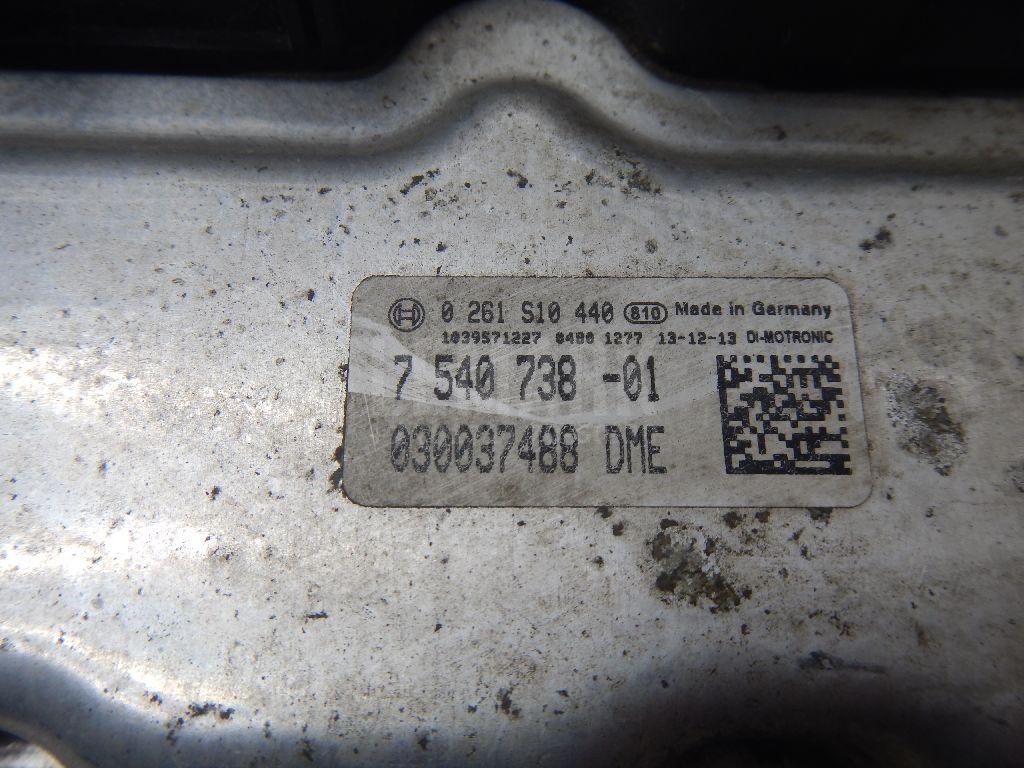 0 261 S10 440 810 Made in Germany
1039571227 0480 1277 13-12-13 DI-MOTRONIC
7 540 738 -01
030037488 DME